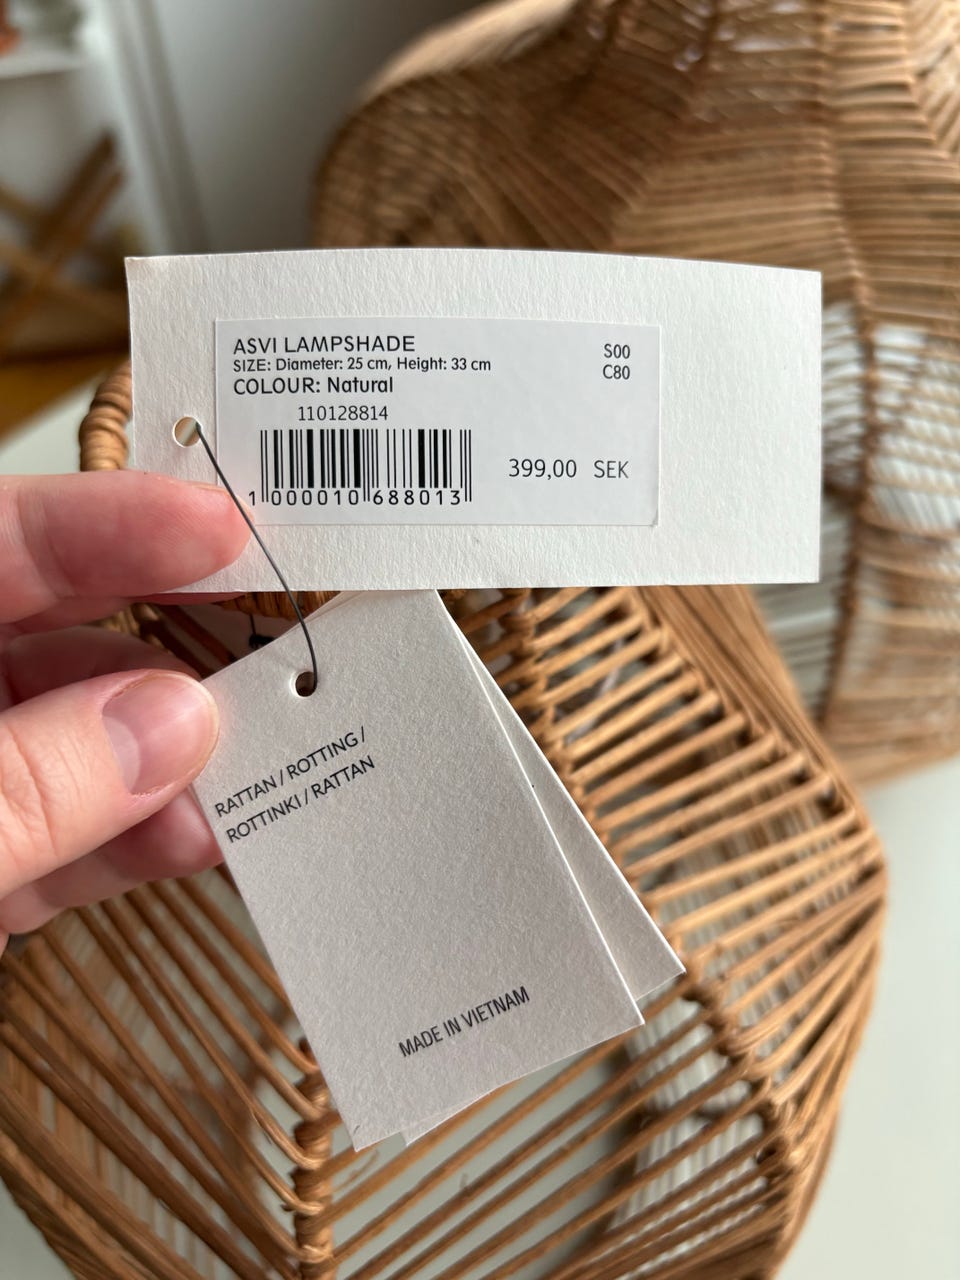 ASVI LAMPSHADE
SIZE: Diameter: 25 cm, Height: 33 cm
COLOUR: Natural
S00
C80
110128814
1 000010 688013
399,00 SEK
RATTAN / ROTTING /
ROTTINKI / RATTAN
MADE IN VIETNAM